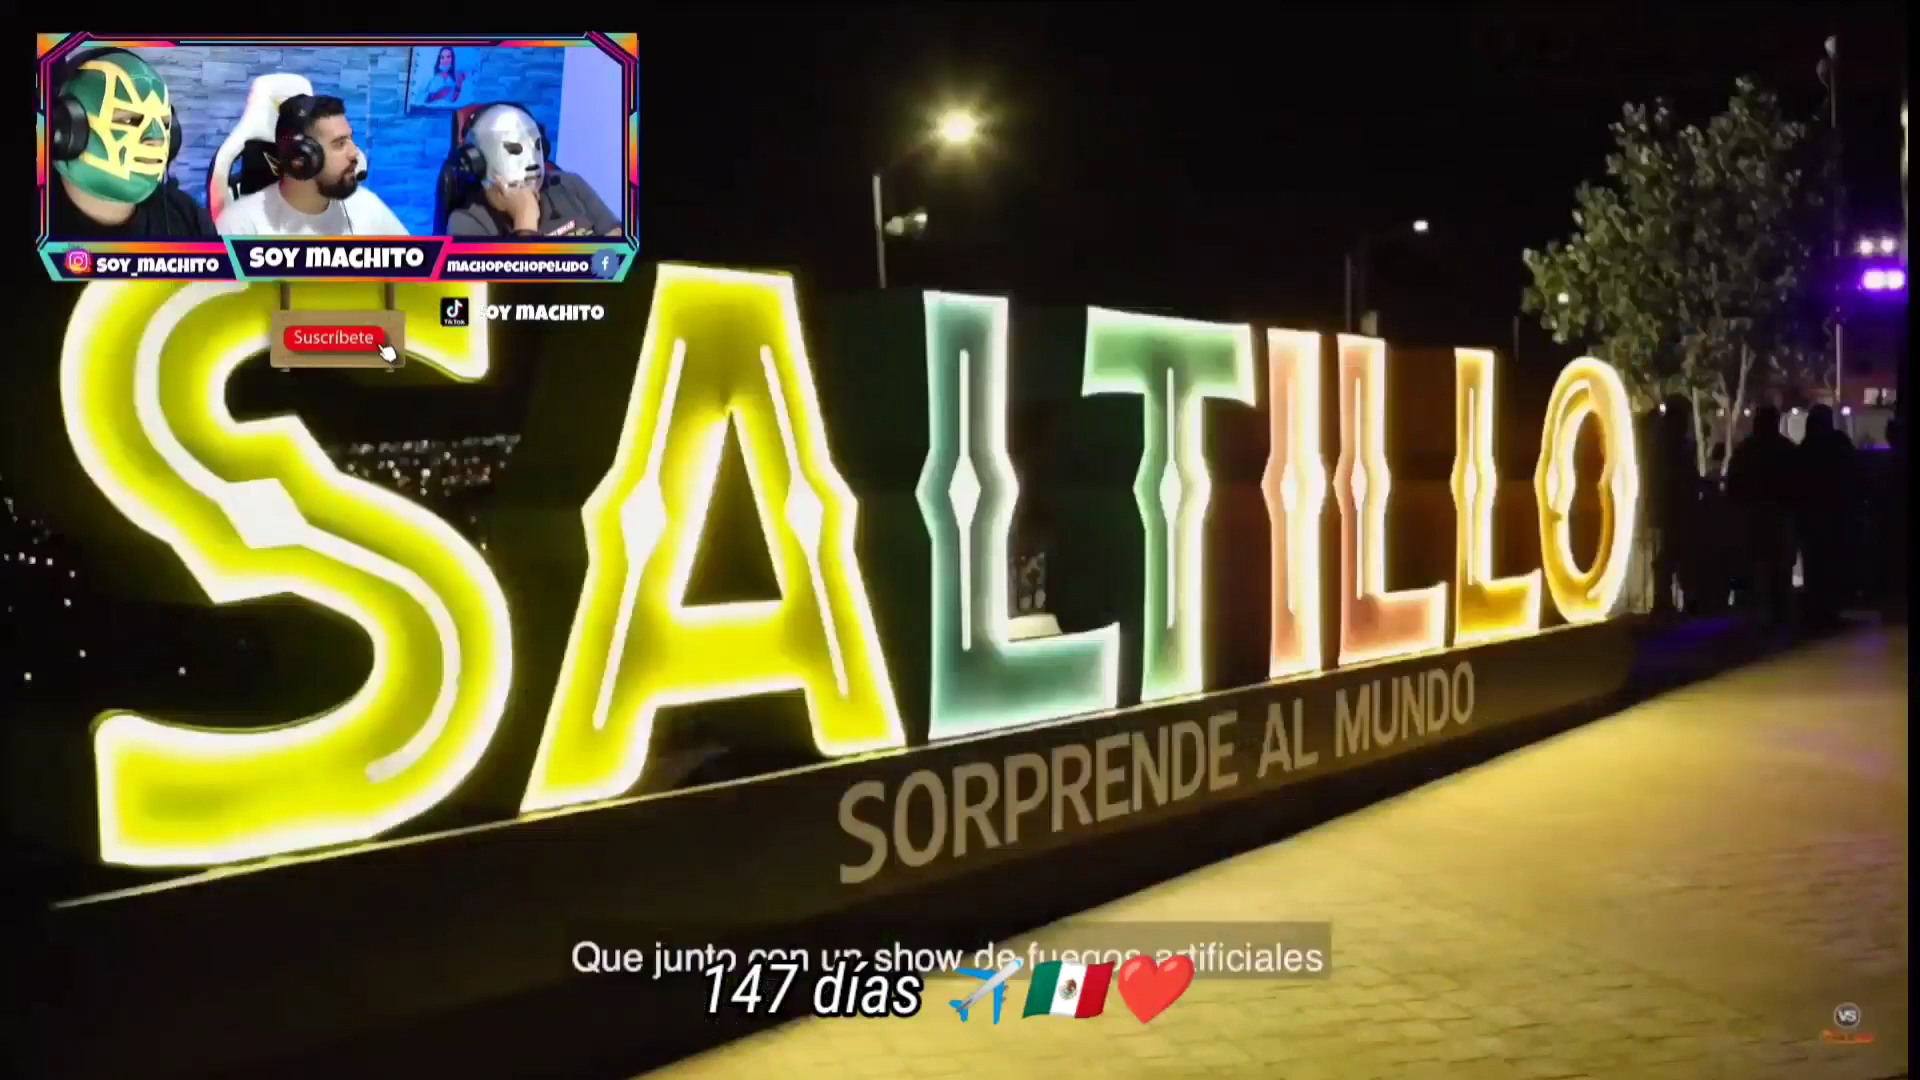 SOY_MACHITO
SOY MACHITO
MACHOPECHOPELUDO
SOY MACHITO
Suscríbete
SALTILLO
SORPRENDE AL MUNDO
Que junto con un show de fuegos artificiales
147 días
VS